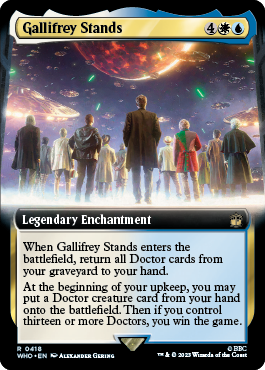 Gallifrey Stands 4
Legendary Enchantment
When Gallifrey Stands enters the
battlefield, return all Doctor cards from
your graveyard to your hand.
At the beginning of your upkeep, you may
put a Doctor creature card from your hand
onto the battlefield. Then if you control
thirteen or more Doctors, you win the game.
R 0418 © BBC
WHO • EN Alexander Gering ™ & © 2023 Wizards of the Coast